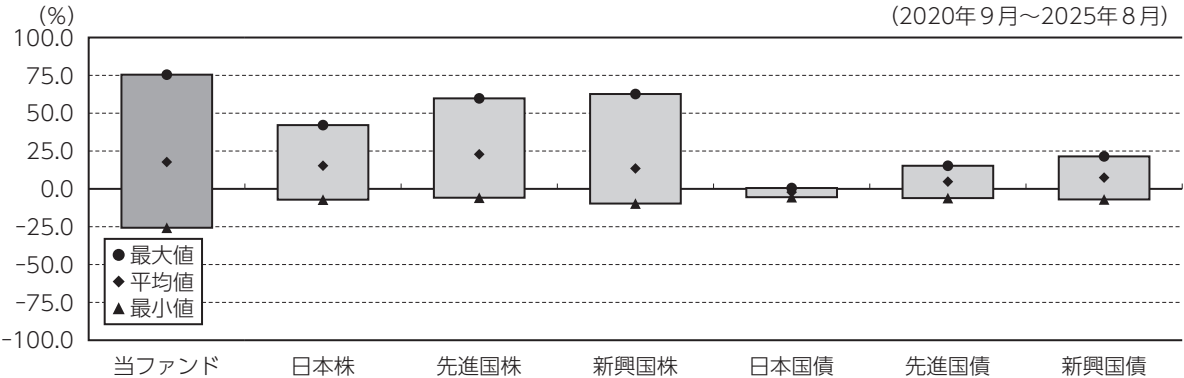 (%)
(2020年9月～2025年8月)
100.0
75.0
50.0
25.0
0.0
-25.0
-50.0
-75.0
-100.0
● 最大値
◆ 平均値
▲ 最小値
当ファンド 日本株 先進国株 新興国株 日本国債 先進国債 新興国債